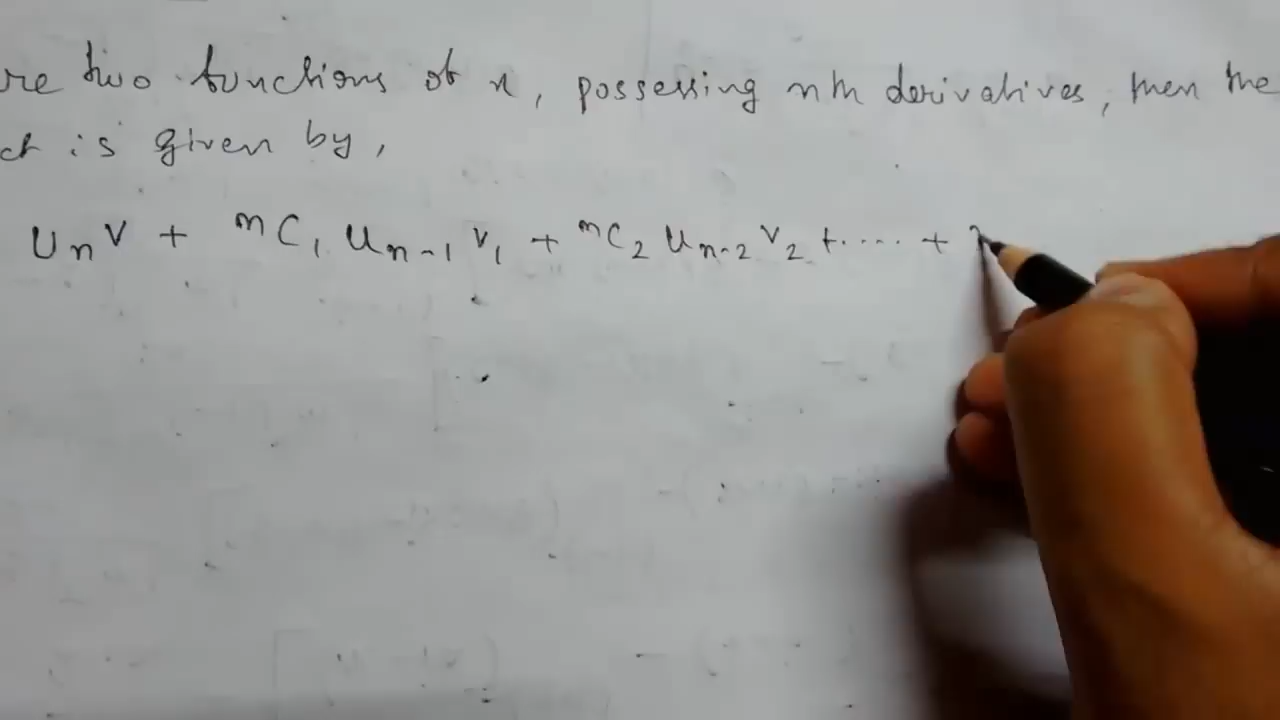 re two functions of x, possessing nth derivatives, then the
ct is given by,
Uₙ V + ⁿC₁ Uₙ₋₁ V₁ + ⁿC₂ Uₙ₋₂ V₂ + ..... +